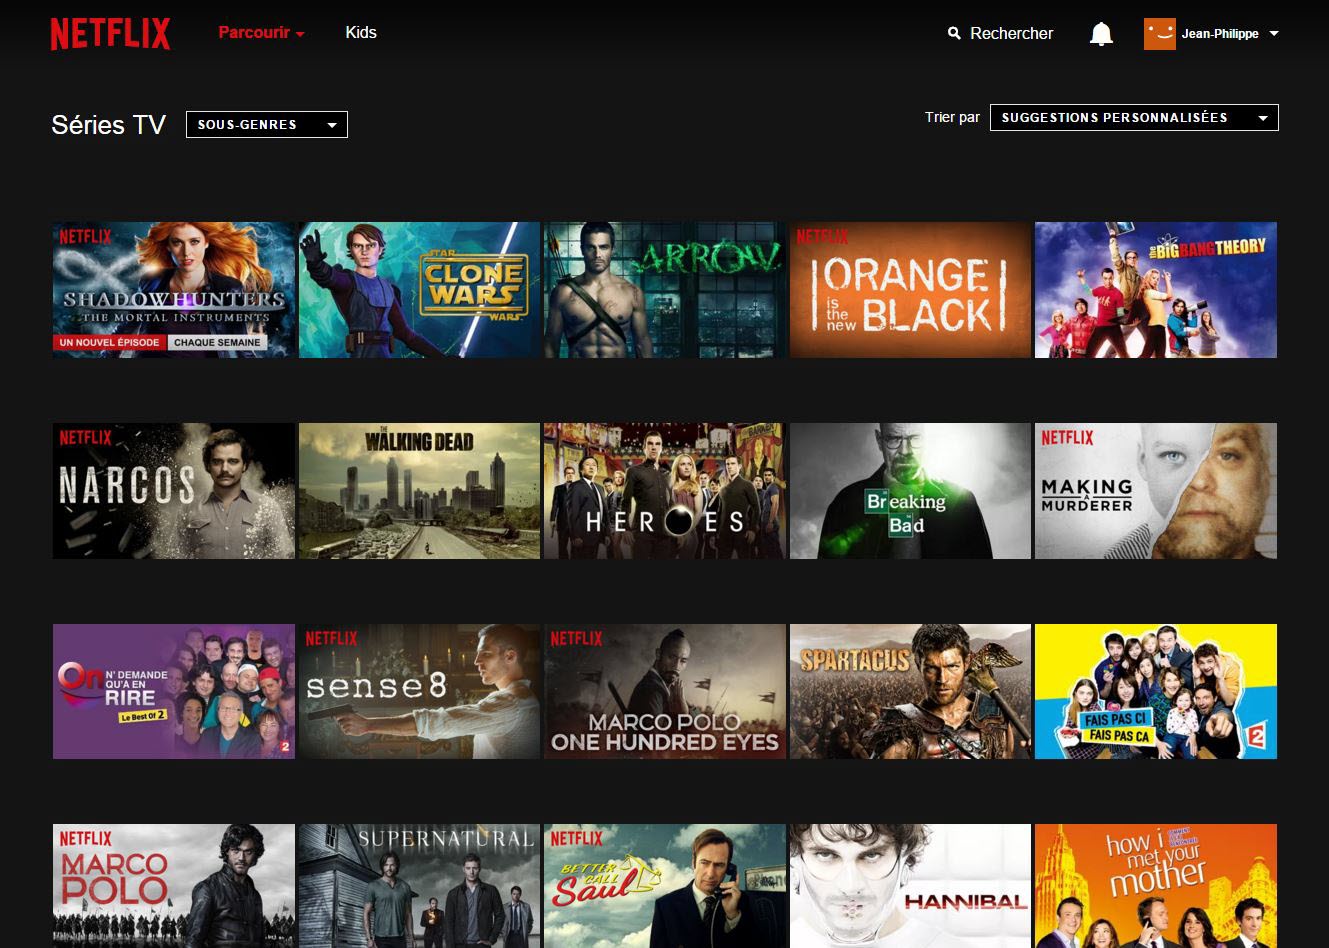 NETFLIX
Parcourir
Kids
Rechercher
Jean-Philippe
Séries TV
SOUS-GENRES
Trier par
SUGGESTIONS PERSONNALISÉES
NETFLIX
SHADOWHUNTERS
THE MORTAL INSTRUMENTS
UN NOUVEL ÉPISODE
CHAQUE SEMAINE
STAR
CLONE
WARS
WARS
ARROW
NETFLIX
ORANGE
is
the
new
BLACK
the BIG BANG THEORY
NETFLIX
NARCOS
THE
WALKING DEAD
HEROES
Breaking
Bad
NETFLIX
MAKING
A
MURDERER
On N'DEMANDE
QU'A EN
RIRE
Le Best Of 2
2
NETFLIX
sense8
NETFLIX
MARCO POLO
ONE HUNDRED EYES
SPARTACUS
FAIS PAS CI
FAIS PAS ÇA
2
NETFLIX
MARCO
POLO
SUPERNATURAL
NETFLIX
BETTER
CALL
Saul
HANNIBAL
how i
met your
mother